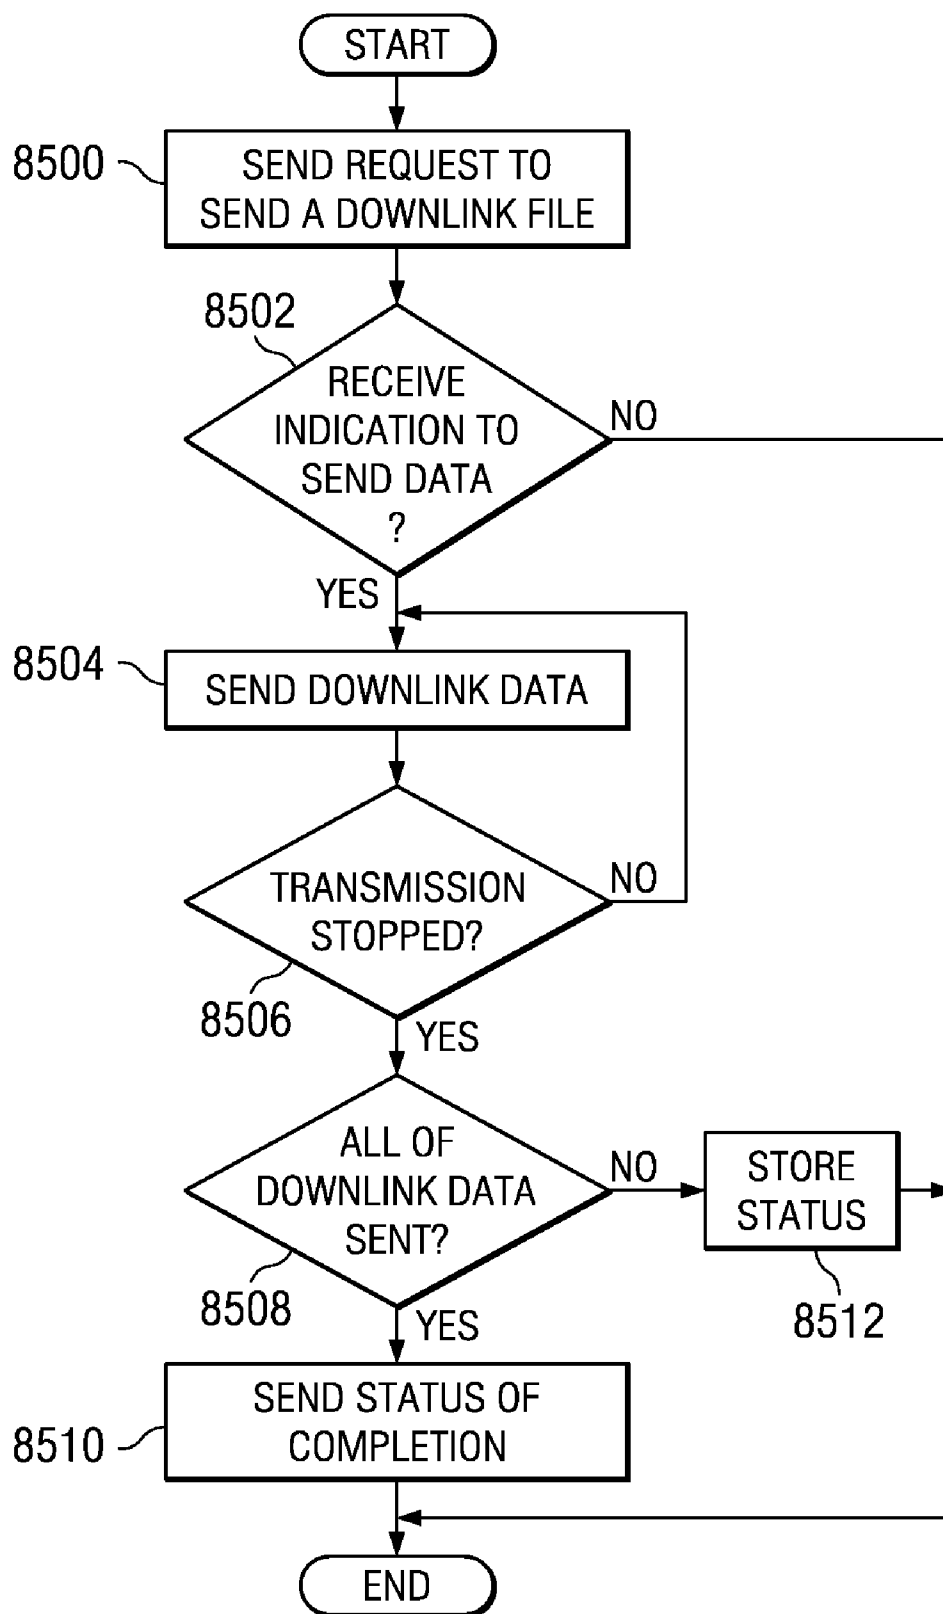 START
8500
SEND REQUEST TO
SEND A DOWNLINK FILE
8502
RECEIVE
INDICATION TO
SEND DATA
?
NO
YES
8504
SEND DOWNLINK DATA
TRANSMISSION
STOPPED?
NO
8506
YES
ALL OF
DOWNLINK DATA
SENT?
NO
STORE
STATUS
8508
8512
YES
8510
SEND STATUS OF
COMPLETION
END